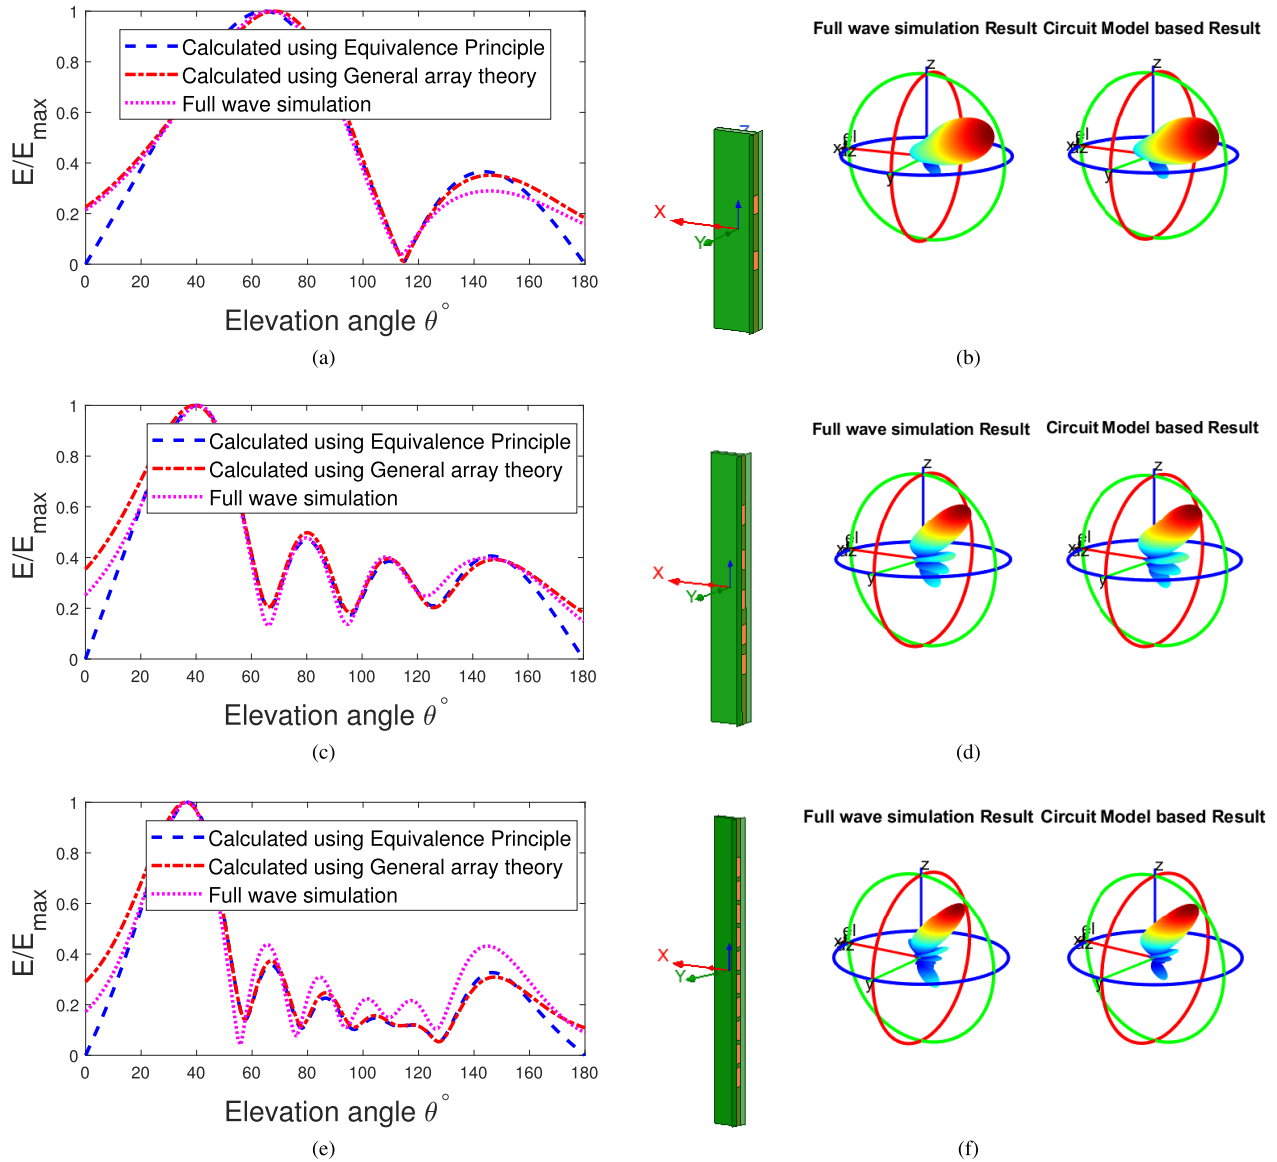 E/Emax
1
0.8
0.6
0.4
0.2
0
Calculated using Equivalence Principle
Calculated using General array theory
Full wave simulation
0 20 40 60 80 100 120 140 160 180
Elevation angle θ°
(a)
Full wave simulation Result Circuit Model based Result
Z
X
Y
z
x
y
z
x
y
(b)
E/Emax
1
0.8
0.6
0.4
0.2
0
Calculated using Equivalence Principle
Calculated using General array theory
Full wave simulation
0 20 40 60 80 100 120 140 160 180
Elevation angle θ°
(c)
Full wave simulation Result Circuit Model based Result
X
Y
z
x
y
z
x
y
(d)
E/Emax
1
0.8
0.6
0.4
0.2
0
Calculated using Equivalence Principle
Calculated using General array theory
Full wave simulation
0 20 40 60 80 100 120 140 160 180
Elevation angle θ°
(e)
Full wave simulation Result Circuit Model based Result
X
Y
z
x
y
z
x
y
(f)